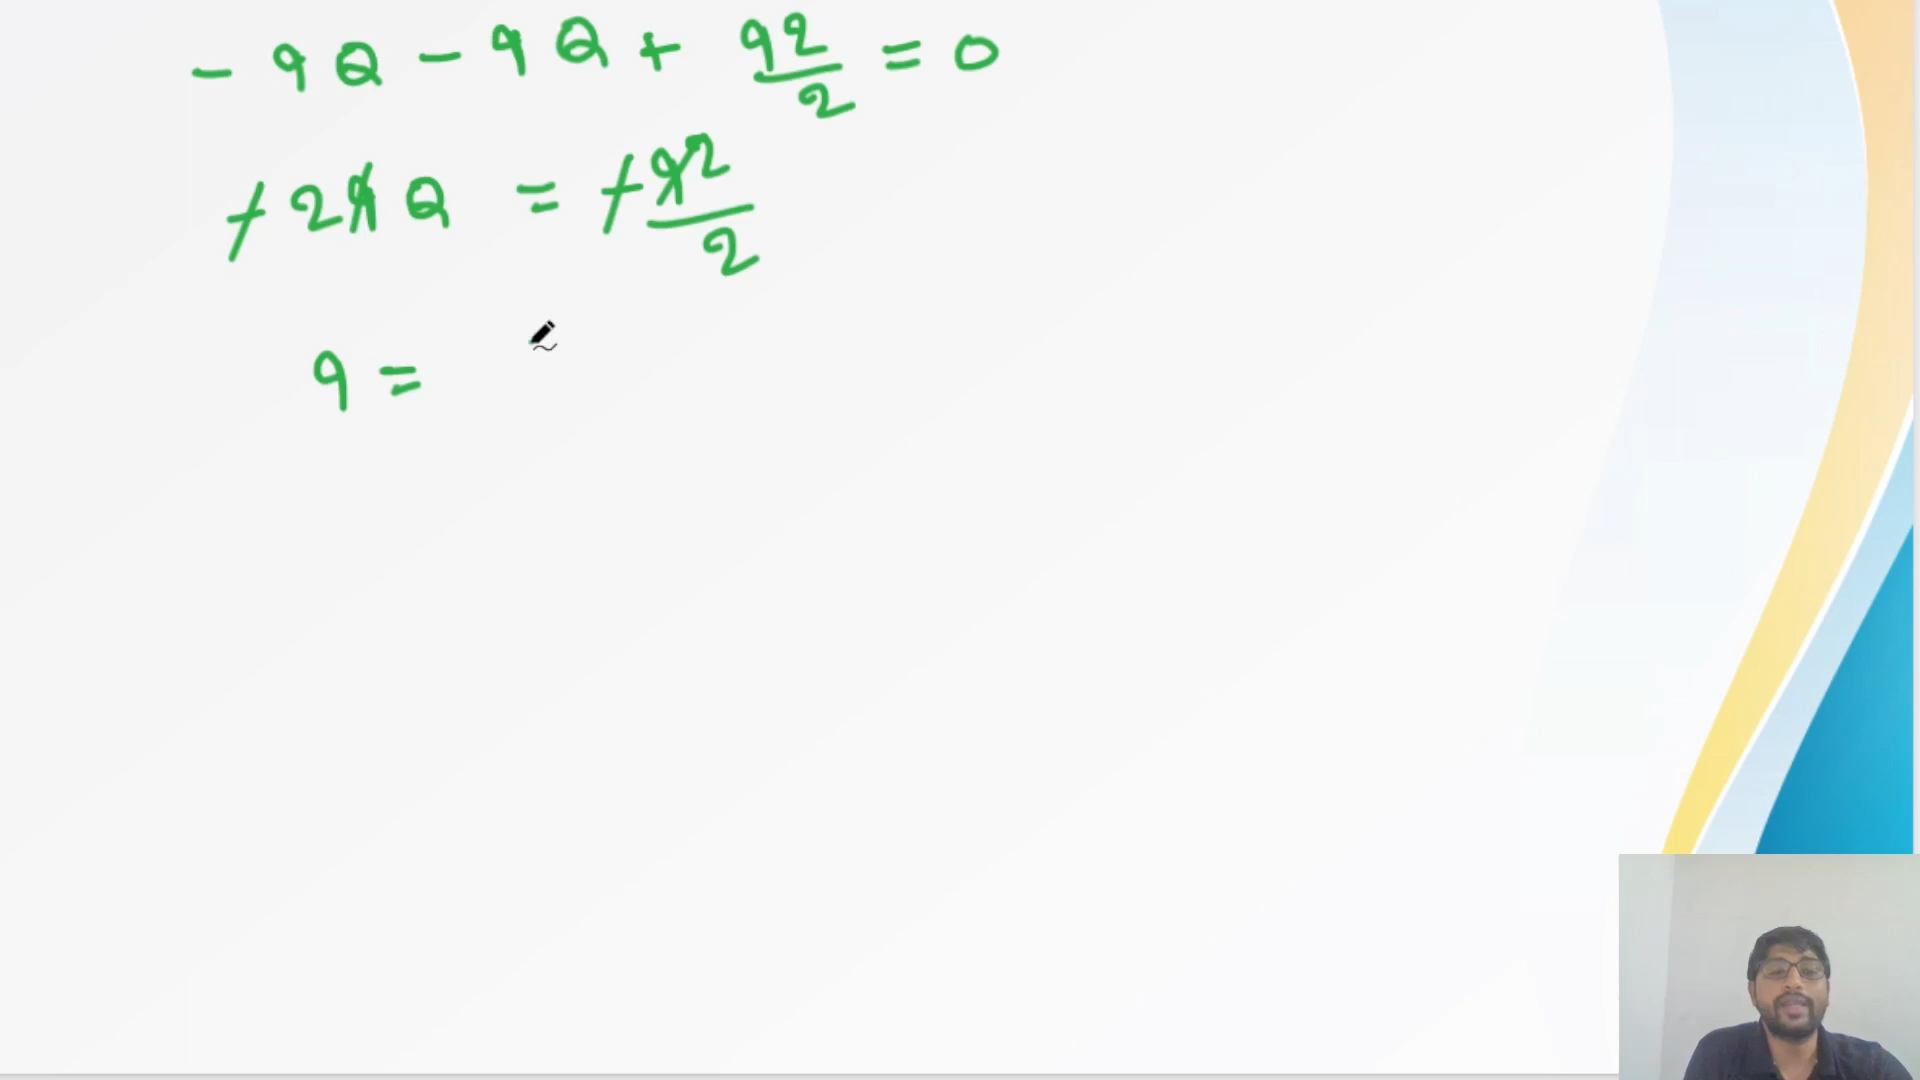 - qQ - qQ + q²/2 = 0
- 2qQ = - q²/2
q =